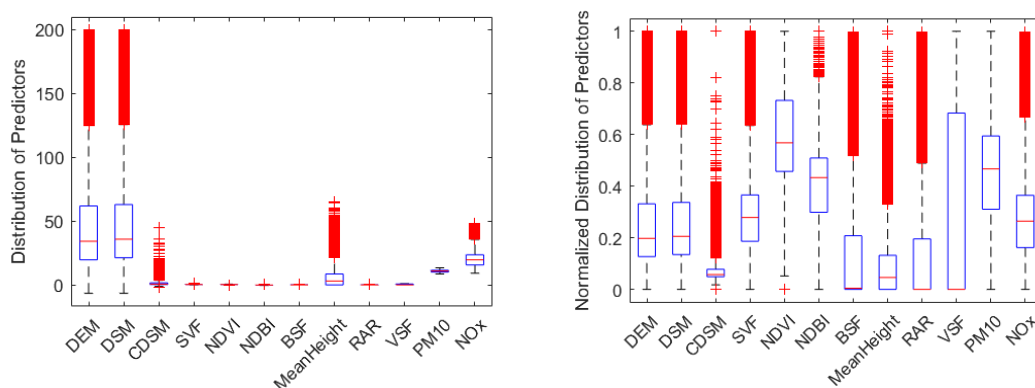 Distribution of Predictors
200
150
100
50
0
DEM
DSM
CDSM
SVF
NDVI
NDBI
BSF
MeanHeight
RAR
VSF
PM10
NOx
Normalized Distribution of Predictors
1
0.8
0.6
0.4
0.2
0
DEM
DSM
CDSM
SVF
NDVI
NDBI
BSF
MeanHeight
RAR
VSF
PM10
NOx